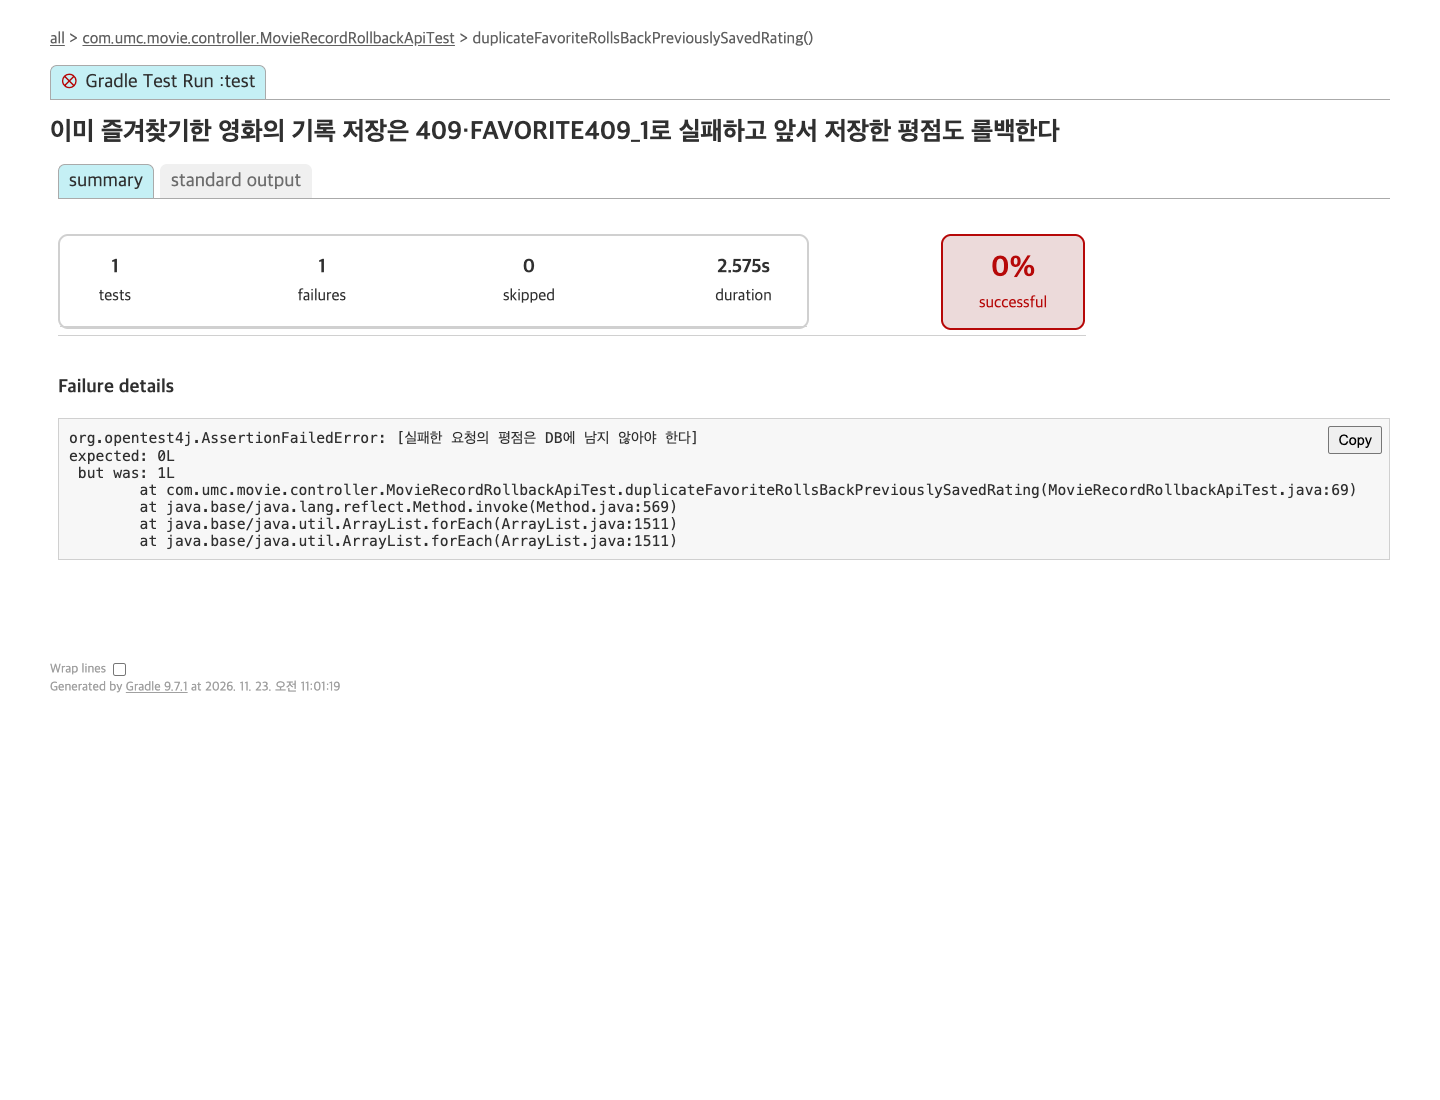 all > com.umc.movie.controller.MovieRecordRollbackApiTest > duplicateFavoriteRollsBackPreviouslySavedRating()
Gradle Test Run :test
이미 즐겨찾기한 영화의 기록 저장은 409·FAVORITE409_1로 실패하고 앞서 저장한 평점도 롤백한다
summary standard output
1 1 0 2.575s 0%
tests failures skipped duration successful
Failure details
Copy
org.opentest4j.AssertionFailedError: [실패한 요청의 평점은 DB에 남지 않아야 한다]
expected: 0L
 but was: 1L
	at com.umc.movie.controller.MovieRecordRollbackApiTest.duplicateFavoriteRollsBackPreviouslySavedRating(MovieRecordRollbackApiTest.java:69)
	at java.base/java.lang.reflect.Method.invoke(Method.java:569)
	at java.base/java.util.ArrayList.forEach(ArrayList.java:1511)
	at java.base/java.util.ArrayList.forEach(ArrayList.java:1511)
Wrap lines
Generated by Gradle 9.7.1 at 2026. 11. 23. 오전 11:01:19